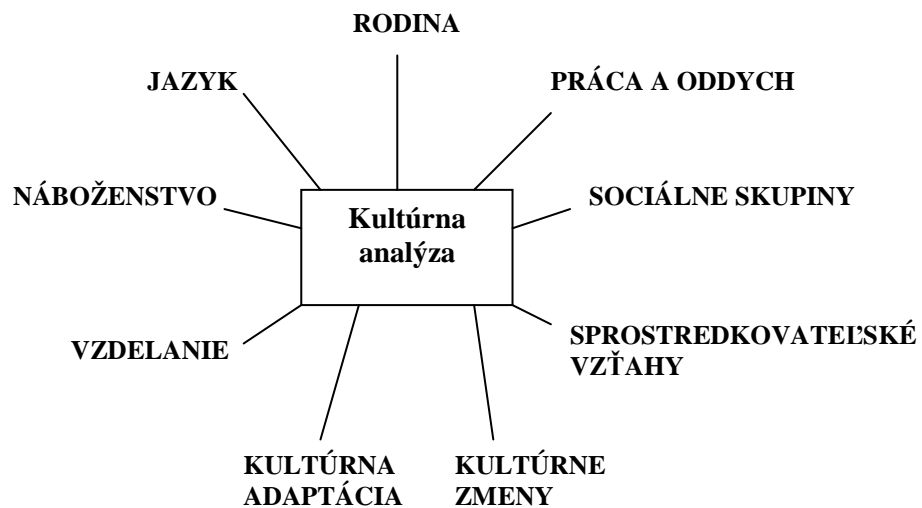 RODINA
JAZYK
PRÁCA A ODDYCH
NÁBOŽENSTVO
SOCIÁLNE SKUPINY
Kultúrna
analýza
VZDELANIE
SPROSTREDKOVATEĽSKÉ
VZŤAHY
KULTÚRNA
ADAPTÁCIA
KULTÚRNE
ZMENY